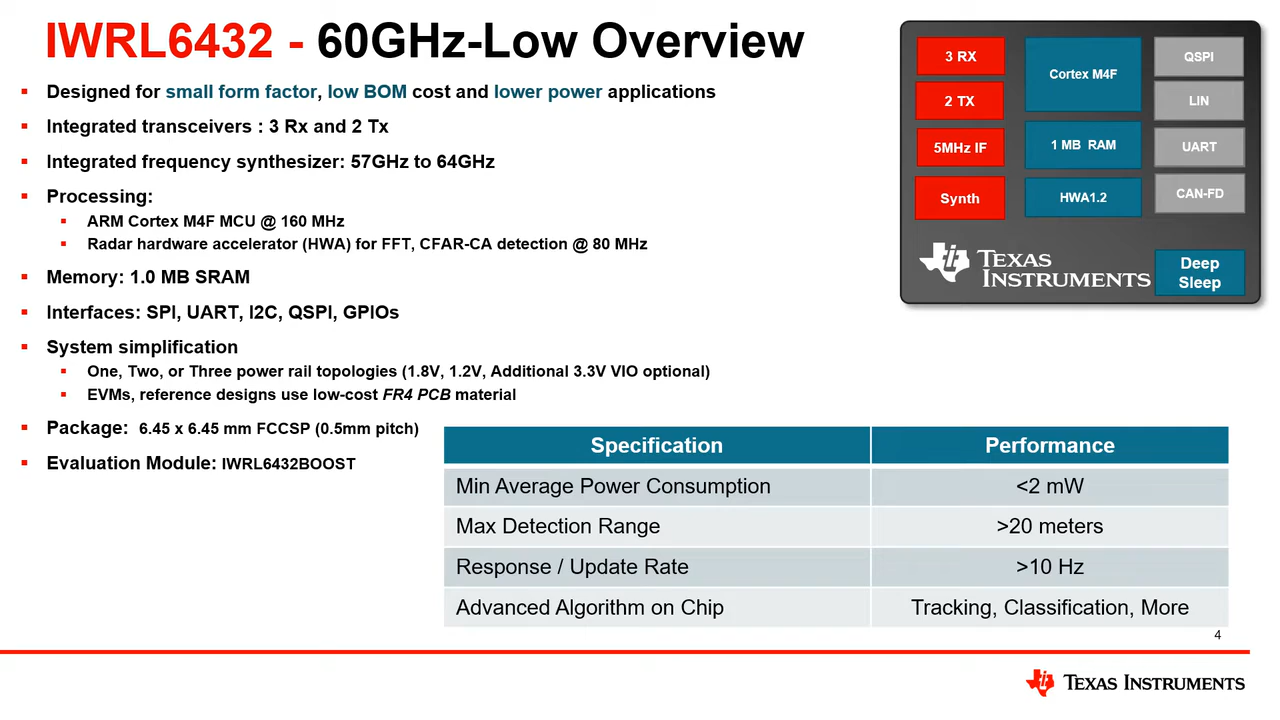 IWRL6432 - 60GHz-Low Overview
Designed for small form factor, low BOM cost and lower power applications
Integrated transceivers : 3 Rx and 2 Tx
Integrated frequency synthesizer: 57GHz to 64GHz
Processing:
ARM Cortex M4F MCU @ 160 MHz
Radar hardware accelerator (HWA) for FFT, CFAR-CA detection @ 80 MHz
Memory: 1.0 MB SRAM
Interfaces: SPI, UART, I2C, QSPI, GPIOs
System simplification
One, Two, or Three power rail topologies (1.8V, 1.2V, Additional 3.3V VIO optional)
EVMs, reference designs use low-cost FR4 PCB material
Package: 6.45 x 6.45 mm FCCSP (0.5mm pitch)
Evaluation Module: IWRL6432BOOST
3 RX
2 TX
5MHz IF
Synth
Cortex M4F
1 MB RAM
HWA1.2
QSPI
LIN
UART
CAN-FD
Deep
Sleep
TEXAS
INSTRUMENTS
Specification Performance
Min Average Power Consumption <2 mW
Max Detection Range >20 meters
Response / Update Rate >10 Hz
Advanced Algorithm on Chip Tracking, Classification, More
4
TEXAS INSTRUMENTS